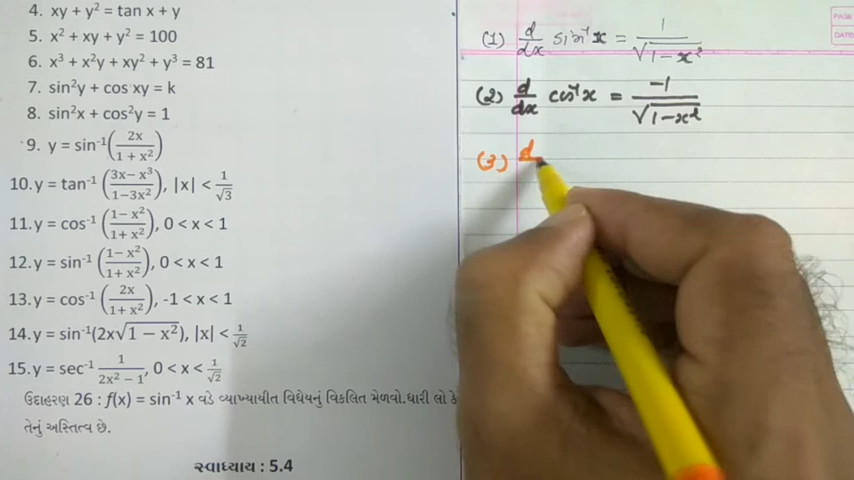 4. xy + y² = tan x + y
5. x² + xy + y² = 100
6. x³ + x²y + xy² + y³ = 81
7. sin²y + cos xy = k
8. sin²x + cos²y = 1
9. y = sin⁻¹(2x/(1 + x²))
10. y = tan⁻¹ ((3x − x³)/(1−3x²)), |x| < 1/√3
11. y = cos⁻¹ ((1− x²)/(1+ x²)), 0 < x < 1
12. y = sin⁻¹ ((1− x²)/(1+ x²)), 0 < x < 1
13. y = cos⁻¹ (2x/(1+ x²)), -1 < x < 1
14. y = sin⁻¹(2x√(1 − x²)), |x| < 1/√2
15. y = sec⁻¹ 1/(2x² − 1), 0 < x < 1/√2
ઉદાહરણ 26 : f(x) = sin⁻¹ x વડે વ્યાખ્યાયીત વિધેયનું વિકલિત મેળવો. ધારી લો કે
તેનું અસ્તિત્વ છે.
સ્વાધ્યાય : 5.4
PAGE
DATE
(1) d/dx sin⁻¹x = 1/√(1−x²)
(2) d/dx cos⁻¹x = −1/√(1−x²)
(3) d